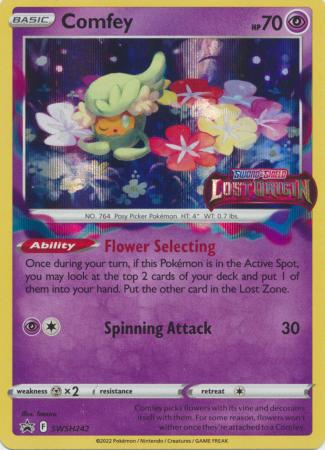 BASIC
Comfey
HP 70
SWORD & SHIELD
LOST ORIGIN
NO. 764 Posy Picker Pokémon HT: 4" WT: 0.7 lbs.
Ability Flower Selecting
Once during your turn, if this Pokémon is in the Active Spot,
you may look at the top 2 cards of your deck and put 1 of
them into your hand. Put the other card in the Lost Zone.
Spinning Attack 30
weakness ×2 resistance retreat
Illus.
Comfey picks flowers with its vine and decorates
itself with them. For some reason, flowers won't
wither once they're attached to a Comfey.
PROMO
F SWSH242
©2022 Pokémon / Nintendo / Creatures / GAME FREAK